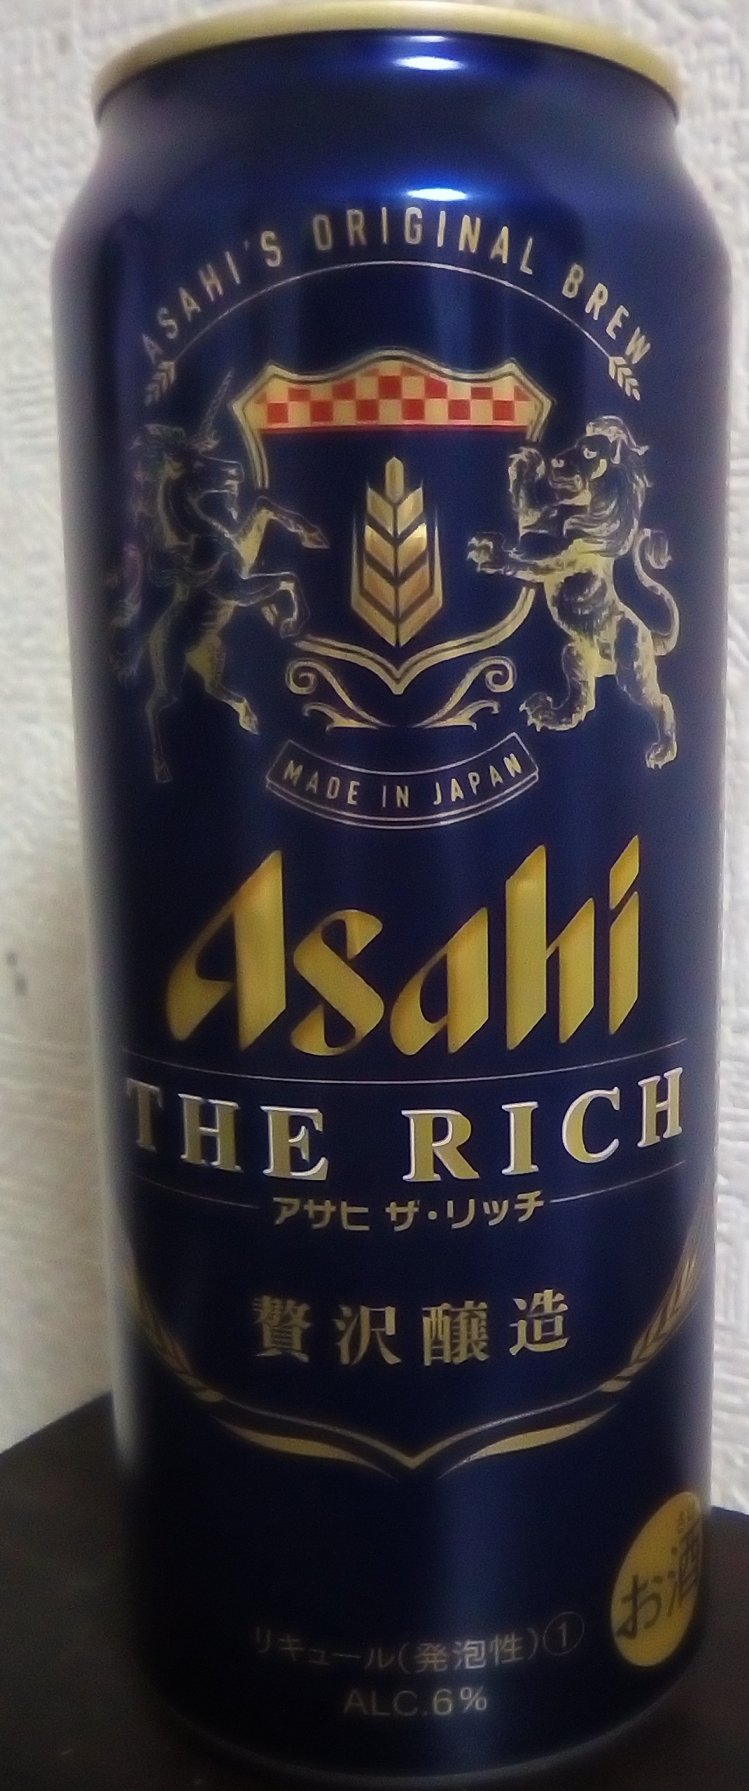 ASAHI'S ORIGINAL BREW
MADE IN JAPAN
Asahi
THE RICH
アサヒ ザ・リッチ
贅沢醸造
お酒
リキュール(発泡性)①
ALC.6%